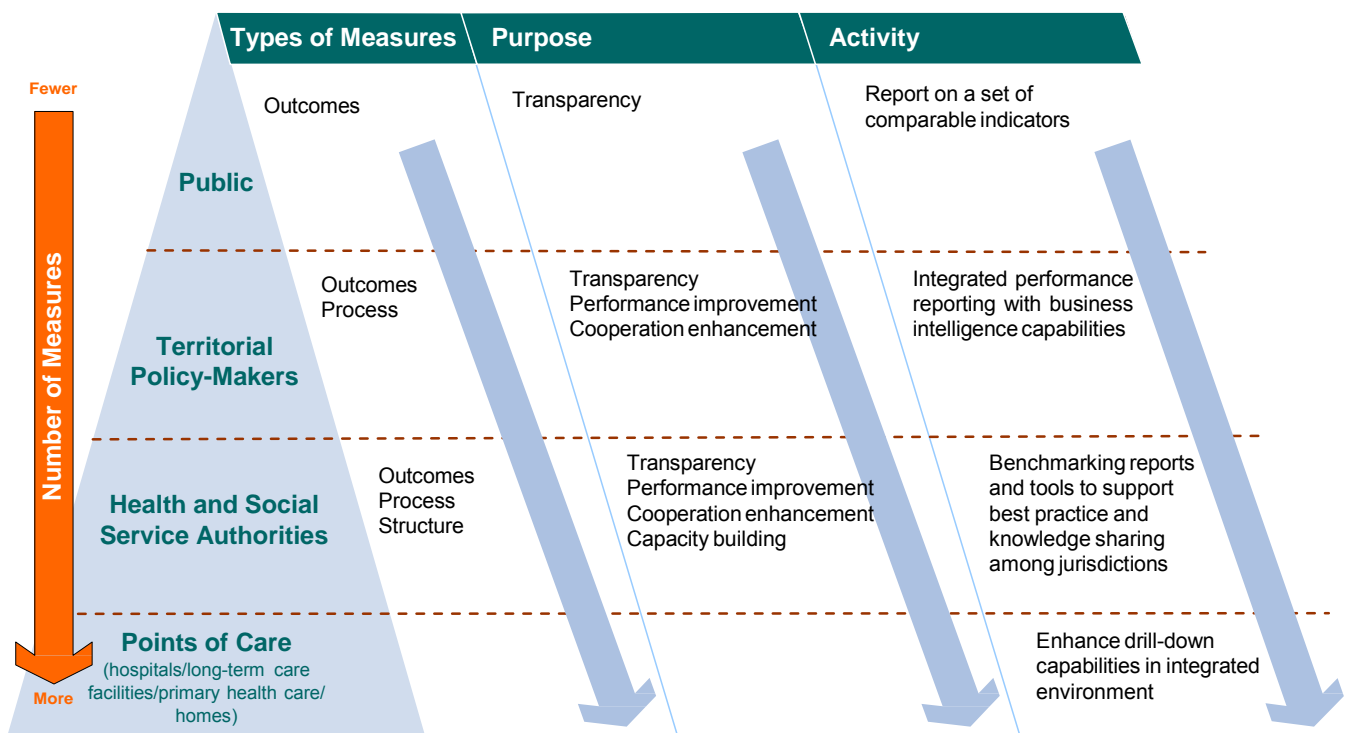 Types of Measures
Purpose
Activity
Fewer
Number of Measures
More
Public
Outcomes
Transparency
Report on a set of
comparable indicators
Territorial
Policy-Makers
Outcomes
Process
Transparency
Performance improvement
Cooperation enhancement
Integrated performance
reporting with business
intelligence capabilities
Health and Social
Service Authorities
Outcomes
Process
Structure
Transparency
Performance improvement
Cooperation enhancement
Capacity building
Benchmarking reports
and tools to support
best practice and
knowledge sharing
among jurisdictions
Points of Care
(hospitals/long-term care
facilities/primary health care/
homes)
Enhance drill-down
capabilities in integrated
environment